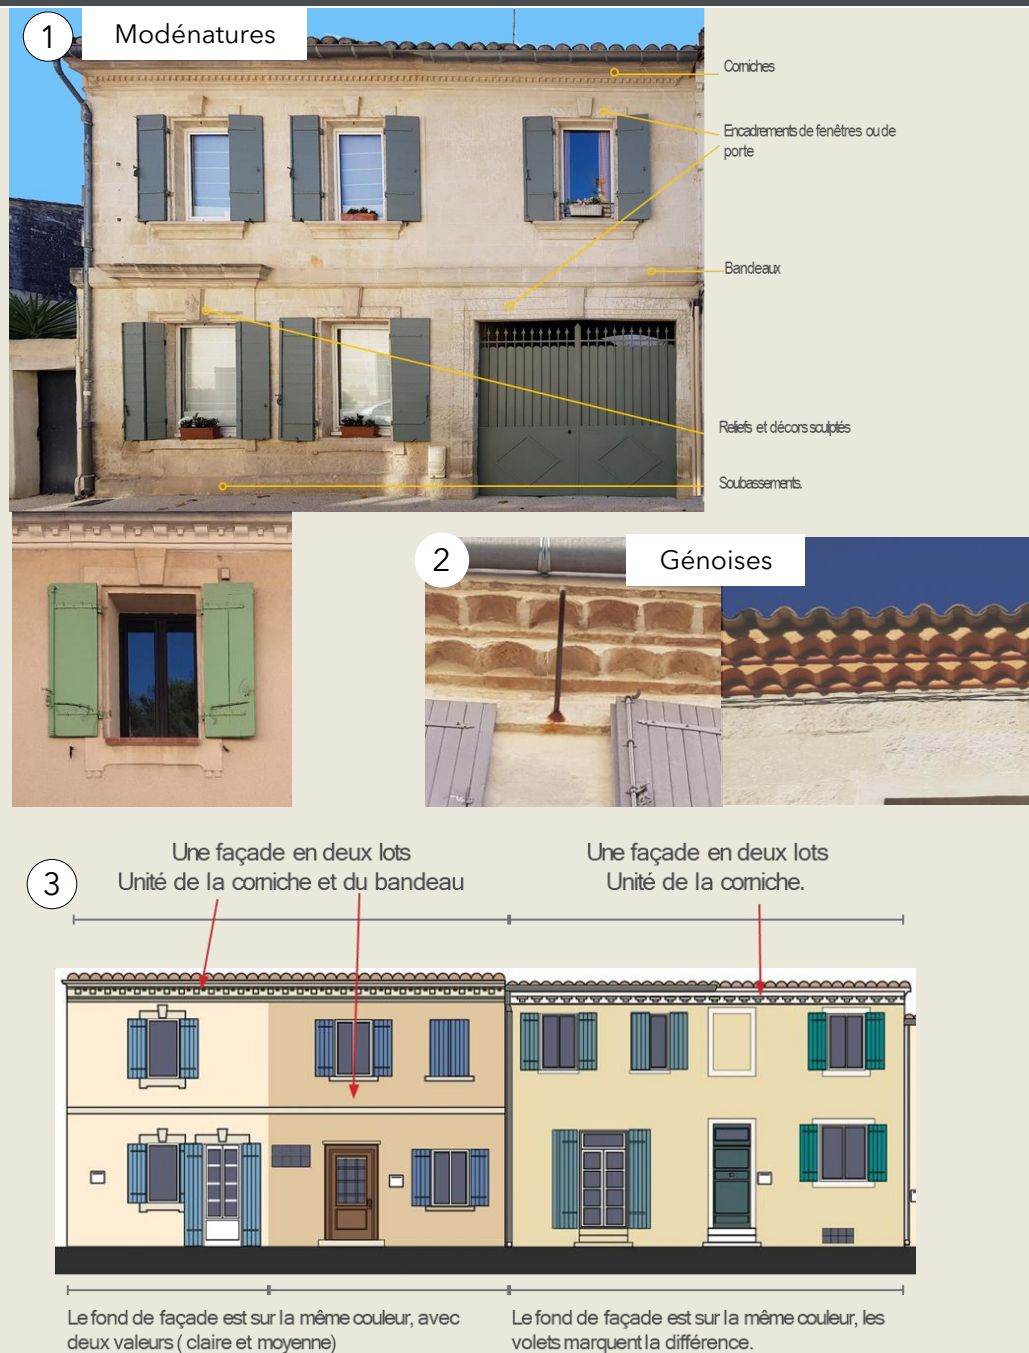 1
Modénatures
Corniches
Encadrements de fenêtres ou de
porte
Bandeaux
Reliefs et décors sculptés
Soubassements.
2
Génoises
3
Une façade en deux lots
Unité de la corniche et du bandeau
Une façade en deux lots
Unité de la corniche.
Le fond de façade est sur la même couleur, avec
deux valeurs ( claire et moyenne)
Le fond de façade est sur la même couleur, les
volets marquent la différence.